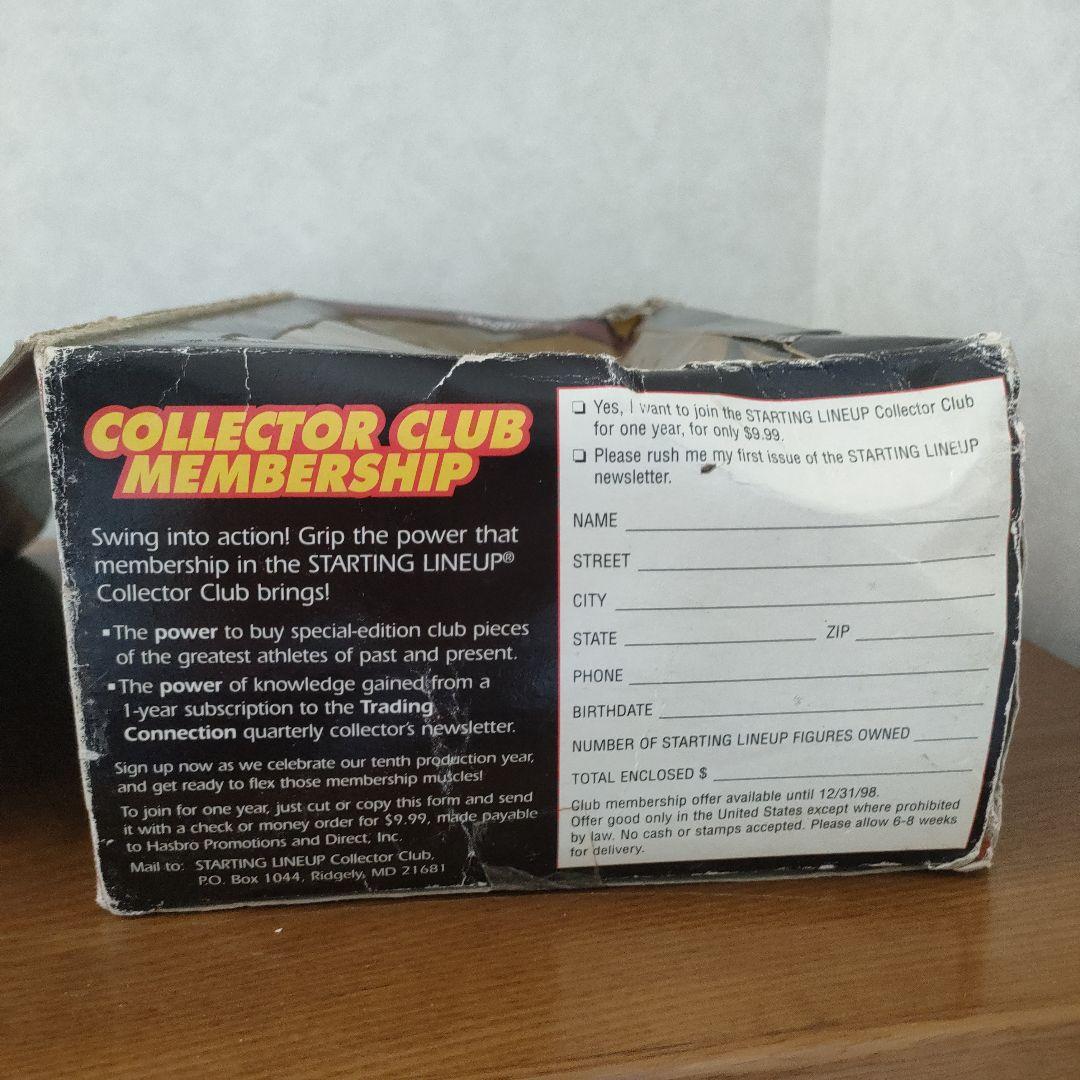 COLLECTOR CLUB
MEMBERSHIP
Swing into action! Grip the power that
membership in the STARTING LINEUP®
Collector Club brings!
▪The power to buy special-edition club pieces
of the greatest athletes of past and present.
▪The power of knowledge gained from a
1-year subscription to the Trading
Connection quarterly collector's newsletter.
Sign up now as we celebrate our tenth production year,
and get ready to flex those membership muscles!
To join for one year, just cut or copy this form and send
it with a check or money order for $9.99, made payable
to Hasbro Promotions and Direct, Inc.
Mail to: STARTING LINEUP Collector Club,
P.O. Box 1044, Ridgely, MD 21681
❏ Yes, I want to join the STARTING LINEUP Collector Club
for one year, for only $9.99.
❏ Please rush me my first issue of the STARTING LINEUP
newsletter.
NAME
STREET
CITY
STATE ZIP
PHONE
BIRTHDATE
NUMBER OF STARTING LINEUP FIGURES OWNED
TOTAL ENCLOSED $
Club membership offer available until 12/31/98.
Offer good only in the United States except where prohibited
by law. No cash or stamps accepted. Please allow 6-8 weeks
for delivery.